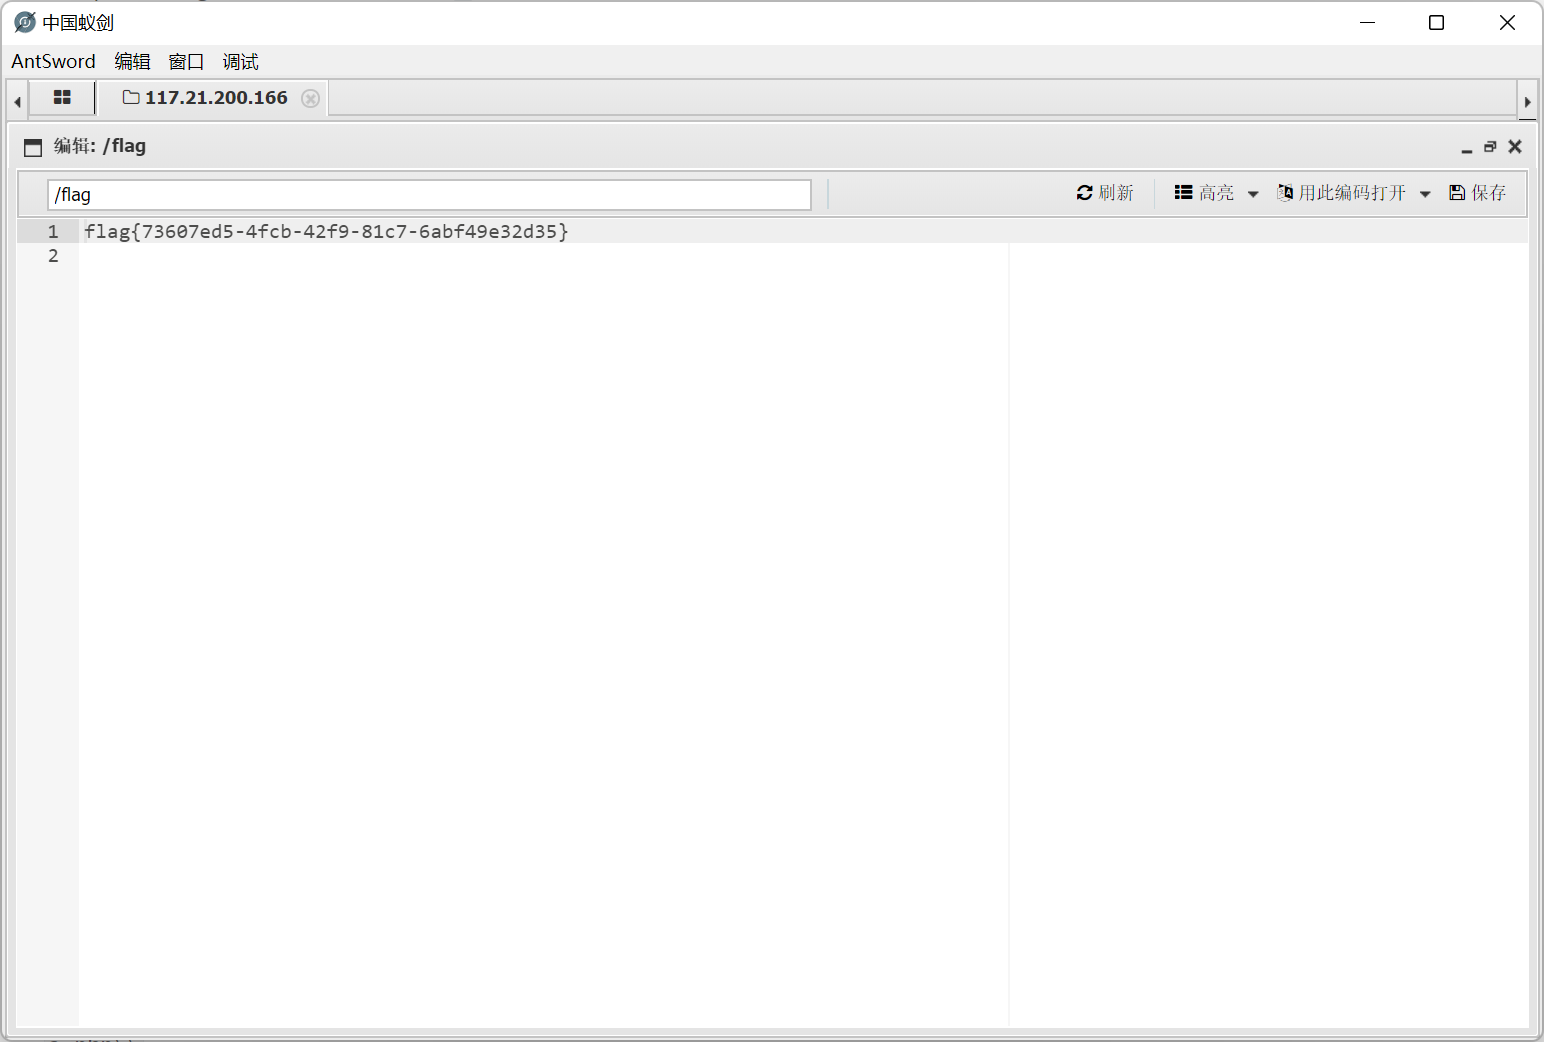 中国蚁剑
AntSword 编辑 窗口 调试
117.21.200.166
编辑: /flag
/flag 刷新 高亮 用此编码打开 保存
1 flag{73607ed5-4fcb-42f9-81c7-6abf49e32d35}
2